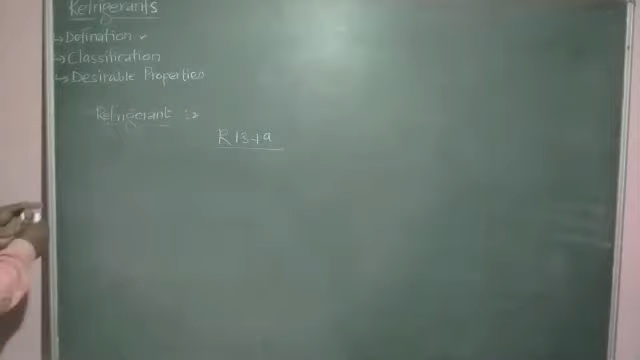 Refrigerants
↳ Defination ✓
↳ Classification
↳ Desirable Properties
Refrigerant :→
R134a